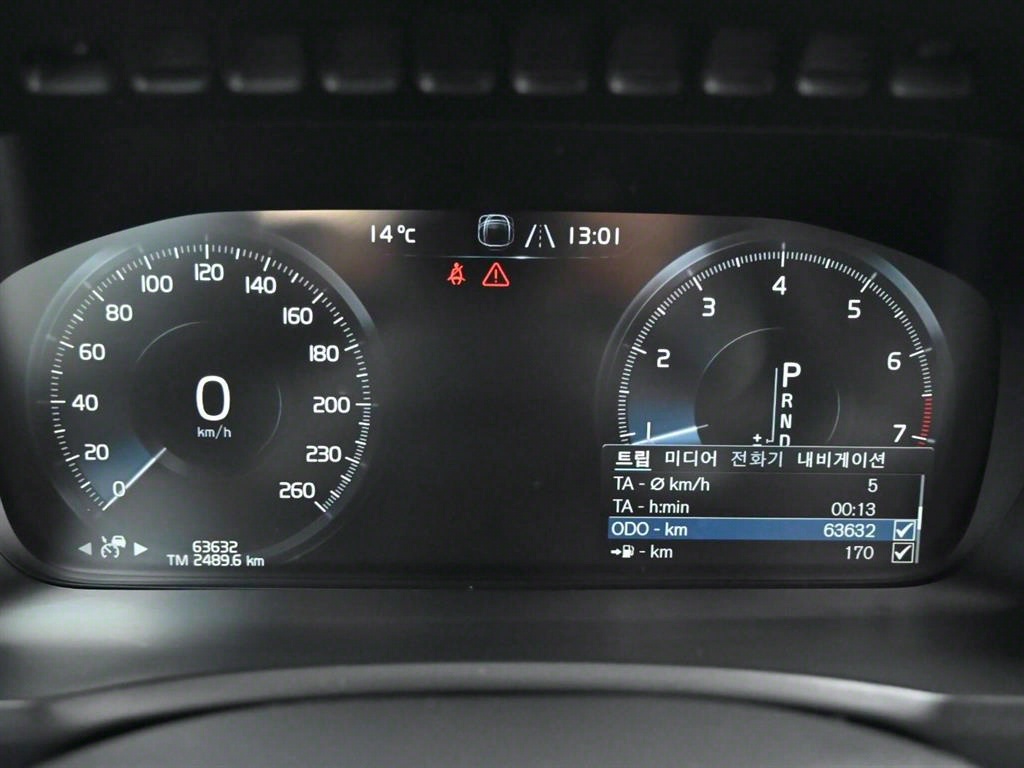 14°C 13:01
0 20 40 60 80 100 120 140 160 180 200 230 260
0
km/h
63632
TM 2489.6 km
1 2 3 4 5 6 7
P
R
N
D
±
트립 미디어 전화기 내비게이션
TA - Ø km/h 5
TA - h:min 00:13
ODO - km 63632
- km 170